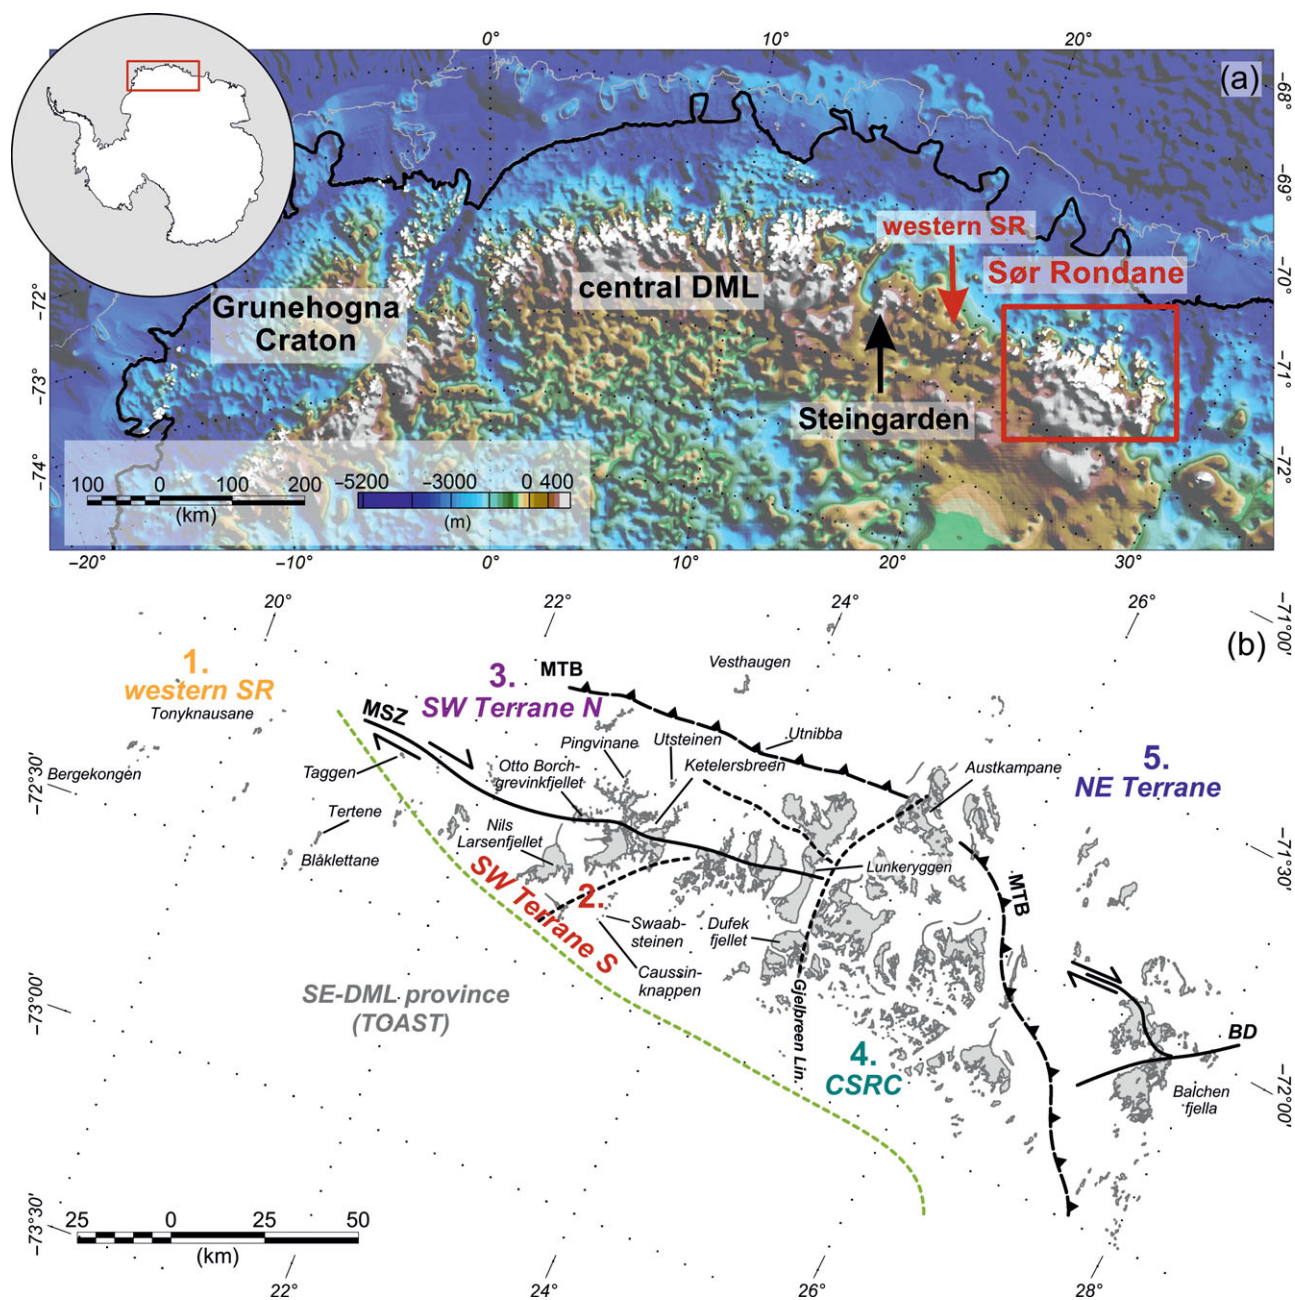 0°
10°
20°
(a)
−68°
−69°
−70°
−71°
−72°
western SR
Sør Rondane
central DML
Grunehogna
Craton
Steingarden
−72°
−73°
−74°
100 0 100 200
(km)
−5200 −3000 0 400
(m)
−20°
−10°
0°
10°
20°
30°
20°
22°
24°
26°
−71°00'
(b)
1.
western SR
Tonyknausane
Bergekongen
3.
SW Terrane N
MTB
Vesthaugen
MSZ
Pingvinane
Utsteinen
Utnibba
Ketelersbreen
Otto Borch-
grevinkfjellet
Taggen
Austkampane
5.
NE Terrane
−72°30'
Tertene
Blåklettane
Nils
Larsenfjellet
Lunkeryggen
−71°30'
2.
SW Terrane S
Swaab-
steinen
Dufek
fjellet
Caussin-
knappen
MTB
SE-DML province
(TOAST)
−73°00'
Gjelbreen Lin.
4.
CSRC
BD
Balchen
fjella
−72°00'
−73°30'
25 0 25 50
(km)
22°
24°
26°
28°